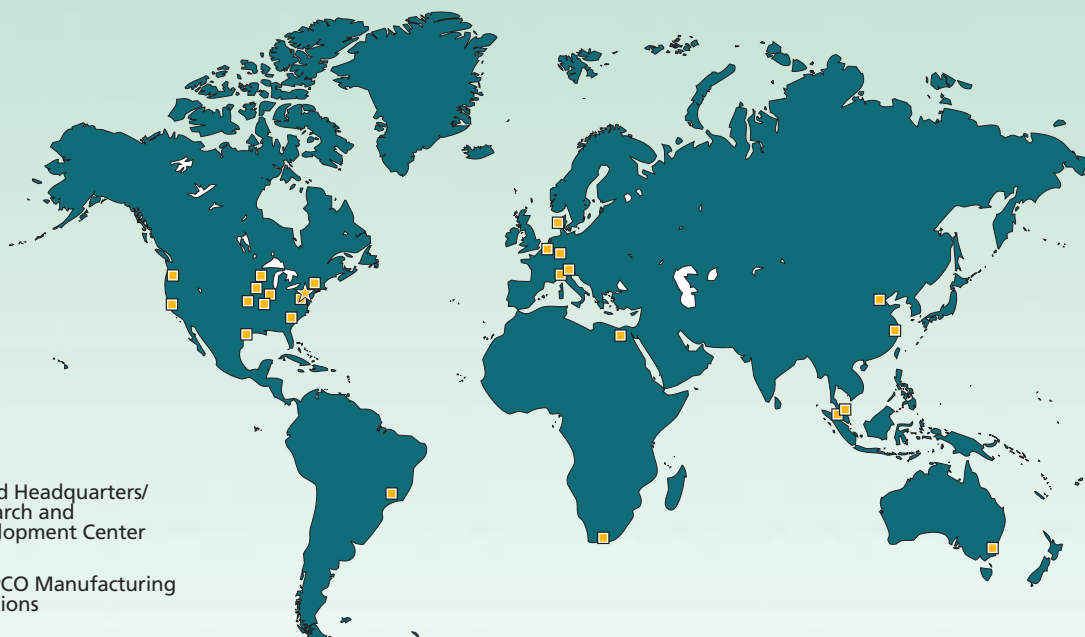 d Headquarters/
arch and
lopment Center
CO Manufacturing
ions